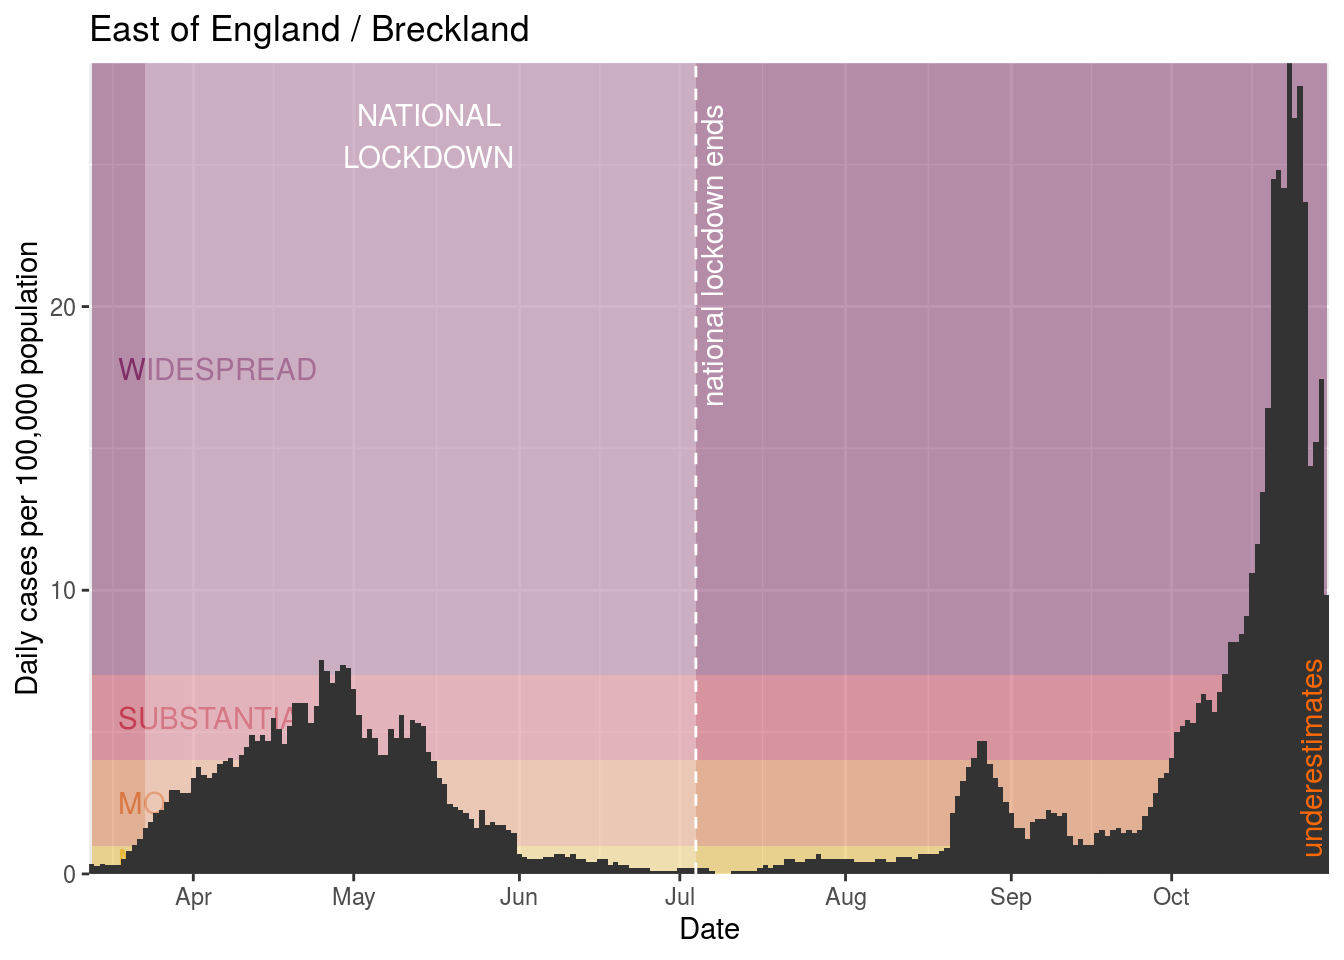 East of England / Breckland
NATIONAL
LOCKDOWN
national lockdown ends
WIDESPREAD
SUBSTANTIA
MO
underestimates
Daily cases per 100,000 population
20
10
0
Apr
May
Jun
Jul
Aug
Sep
Oct
Date